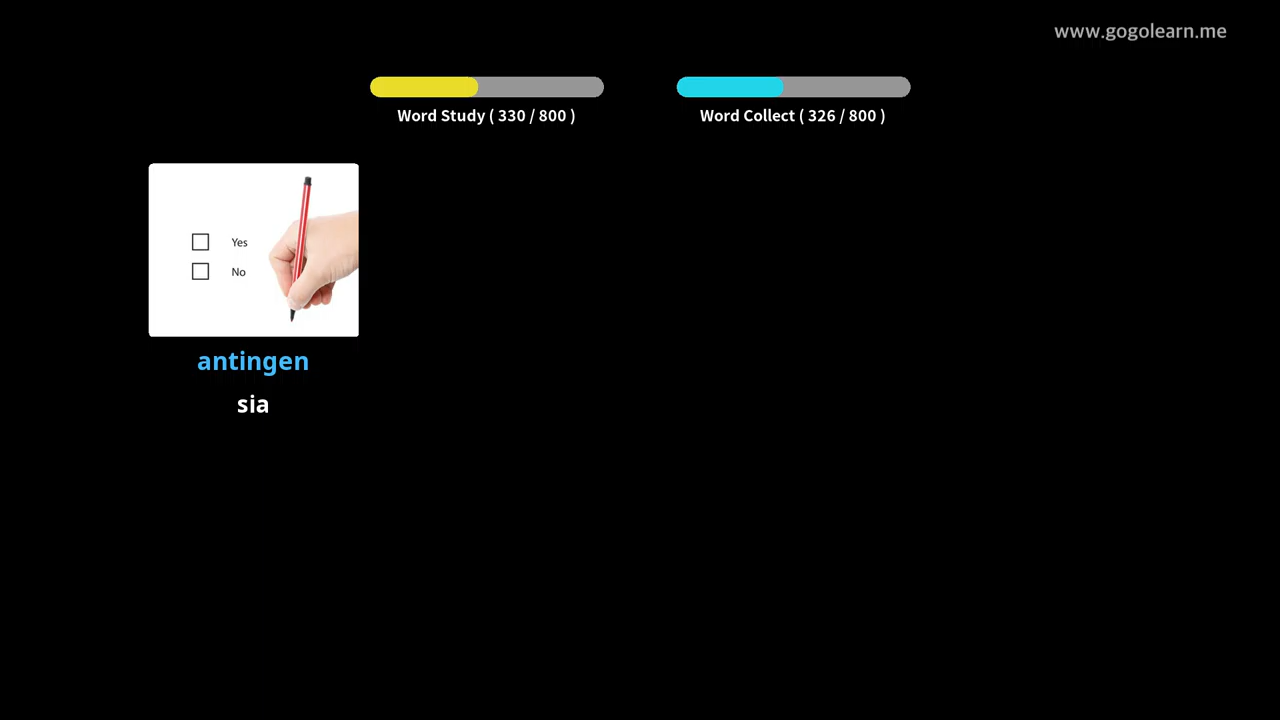 www.gogolearn.me
Word Study ( 330 / 800 )
Word Collect ( 326 / 800 )
Yes
No
antingen
sia